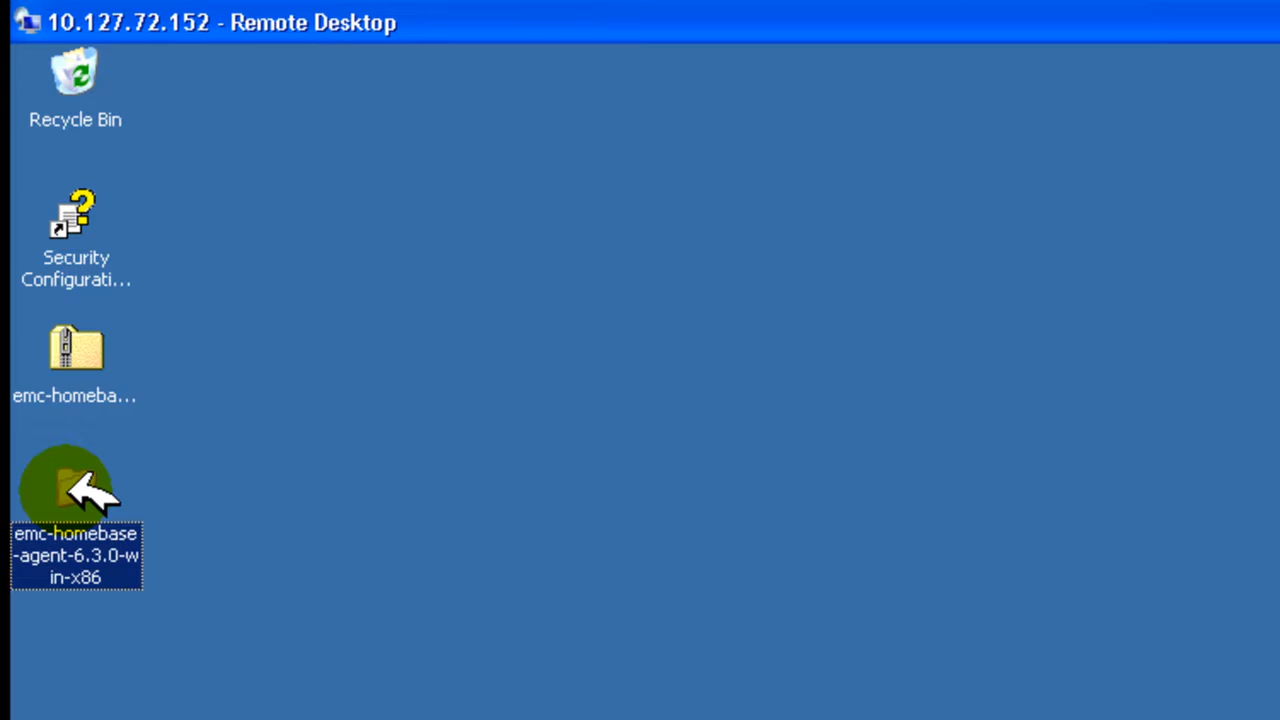 10.127.72.152 - Remote Desktop
Recycle Bin
Security
Configurati...
emc-homeba...
emc-homebase
-agent-6.3.0-w
in-x86